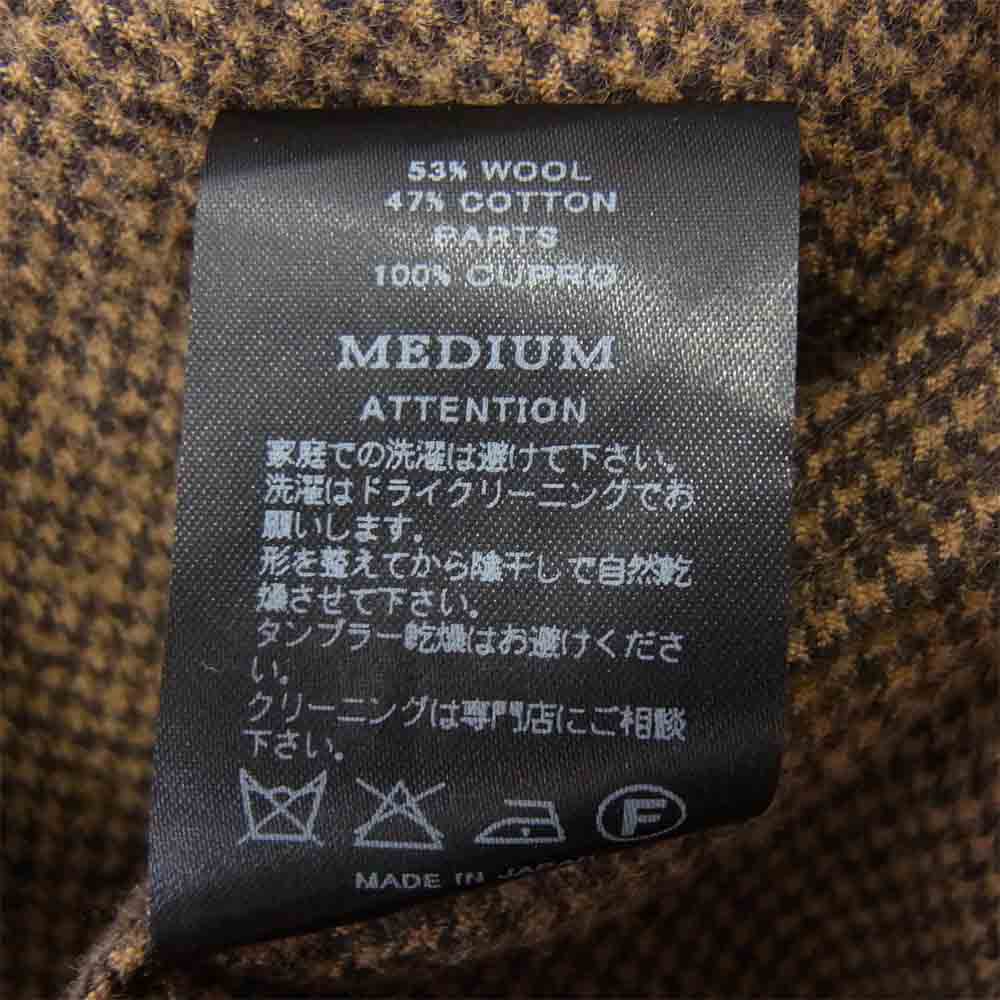 53% WOOL
47% COTTON
PARTS
100% CUPRO
MEDIUM
ATTENTION
家庭での洗濯は避けて下さい。
洗濯はドライクリーニングでお
願いします。
形を整えてから陰干しで自然乾
燥させて下さい。
タンブラー乾燥はお避けくださ
い。
クリーニングは専門店にご相談
下さい。
F
MADE IN JAPAN